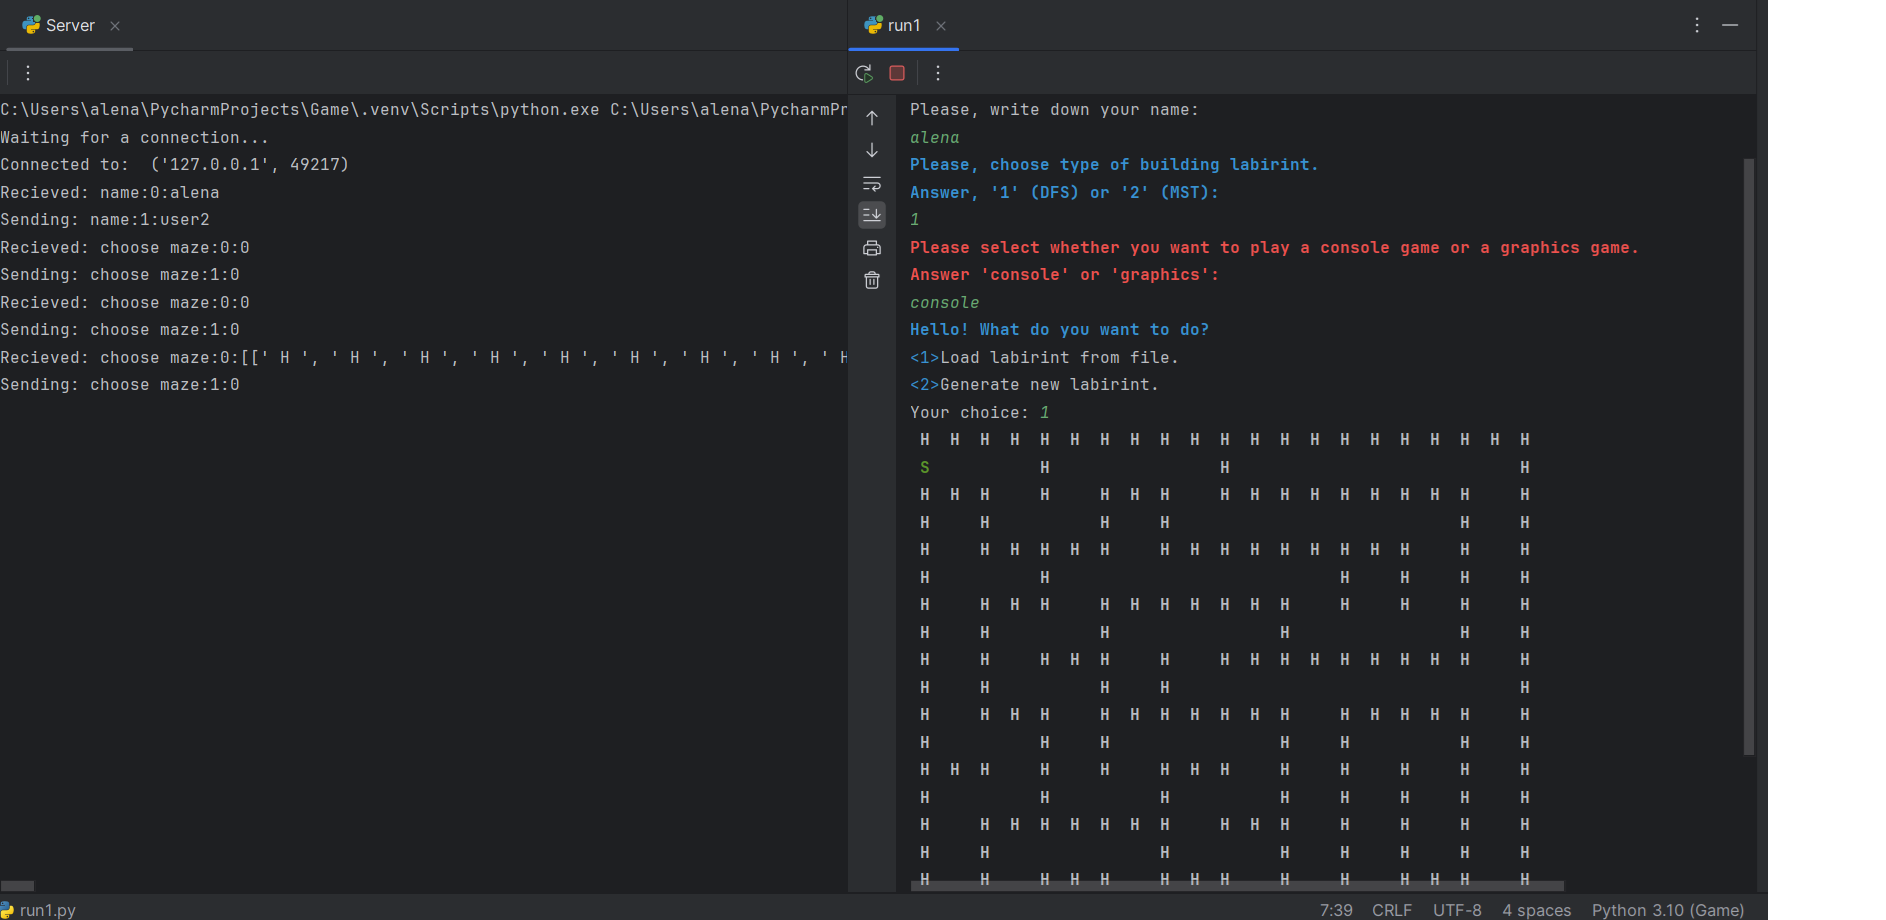 Server
run1
C:\Users\alena\PycharmProjects\Game\.venv\Scripts\python.exe C:\Users\alena\PycharmPr
Waiting for a connection...
Connected to:  ('127.0.0.1', 49217)
Recieved: name:0:alena
Sending: name:1:user2
Recieved: choose maze:0:0
Sending: choose maze:1:0
Recieved: choose maze:0:0
Sending: choose maze:1:0
Recieved: choose maze:0:[[' H ', ' H ', ' H ', ' H ', ' H ', ' H ', ' H ', ' H ', ' H
Sending: choose maze:1:0
Please, write down your name:
alena
Please, choose type of building labirint.
Answer, '1' (DFS) or '2' (MST):
1
Please select whether you want to play a console game or a graphics game.
Answer 'console' or 'graphics':
console
Hello! What do you want to do?
<1>Load labirint from file.
<2>Generate new labirint.
Your choice: 1
 H  H  H  H  H  H  H  H  H  H  H  H  H  H  H  H  H  H  H  H  H
 S           H                 H                             H
 H  H  H     H     H  H  H     H  H  H  H  H  H  H  H  H     H
 H     H           H     H                             H     H
 H     H  H  H  H  H     H  H  H  H  H  H  H  H  H     H     H
 H           H                             H     H     H     H
 H     H  H  H     H  H  H  H  H  H  H     H     H     H     H
 H     H           H                 H                 H     H
 H     H     H  H  H     H     H  H  H  H  H  H  H  H  H     H
 H     H           H     H                                   H
 H     H  H  H     H  H  H  H  H  H  H     H  H  H  H  H     H
 H           H     H                 H     H           H     H
 H  H  H     H     H     H  H  H     H     H     H     H     H
 H           H           H           H     H     H     H     H
 H     H  H  H  H  H  H  H     H  H  H     H     H     H     H
 H     H                 H           H     H     H     H     H
 H     H     H  H  H     H  H  H     H     H     H  H  H     H
run1.py
7:39 CRLF UTF-8 4 spaces Python 3.10 (Game)